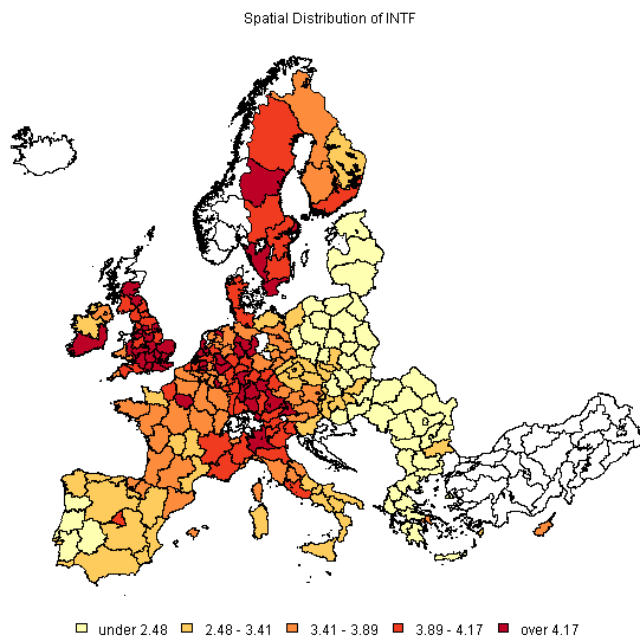 Spatial Distribution of INTF
under 2.48 2.48 - 3.41 3.41 - 3.89 3.89 - 4.17 over 4.17